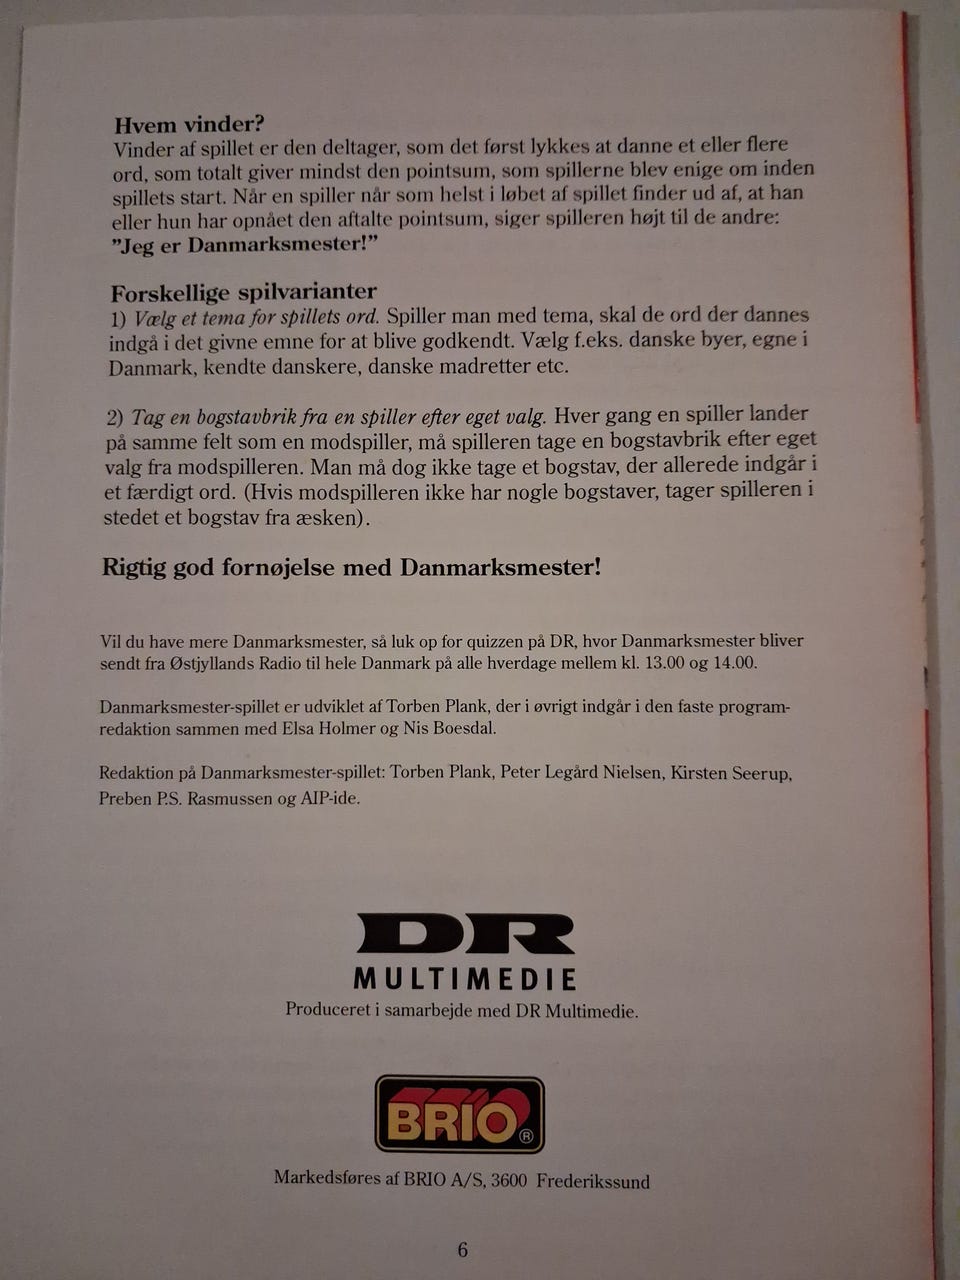 Hvem vinder?
Vinder af spillet er den deltager, som det først lykkes at danne et eller flere
ord, som totalt giver mindst den pointsum, som spillerne blev enige om inden
spillets start. Når en spiller når som helst i løbet af spillet finder ud af, at han
eller hun har opnået den aftalte pointsum, siger spilleren højt til de andre:
”Jeg er Danmarksmester!”
Forskellige spilvarianter
1) Vælg et tema for spillets ord. Spiller man med tema, skal de ord der dannes
indgå i det givne emne for at blive godkendt. Vælg f.eks. danske byer, egne i
Danmark, kendte danskere, danske madretter etc.
2) Tag en bogstavbrik fra en spiller efter eget valg. Hver gang en spiller lander
på samme felt som en modspiller, må spilleren tage en bogstavbrik efter eget
valg fra modspilleren. Man må dog ikke tage et bogstav, der allerede indgår i
et færdigt ord. (Hvis modspilleren ikke har nogle bogstaver, tager spilleren i
stedet et bogstav fra æsken).
Rigtig god fornøjelse med Danmarksmester!
Vil du have mere Danmarksmester, så luk op for quizzen på DR, hvor Danmarksmester bliver
sendt fra Østjyllands Radio til hele Danmark på alle hverdage mellem kl. 13.00 og 14.00.
Danmarksmester-spillet er udviklet af Torben Plank, der i øvrigt indgår i den faste program-
redaktion sammen med Elsa Holmer og Nis Boesdal.
Redaktion på Danmarksmester-spillet: Torben Plank, Peter Legård Nielsen, Kirsten Seerup,
Preben P.S. Rasmussen og AIP-ide.
DR
MULTIMEDIE
Produceret i samarbejde med DR Multimedie.
BRIO®
Markedsføres af BRIO A/S, 3600 Frederikssund
6